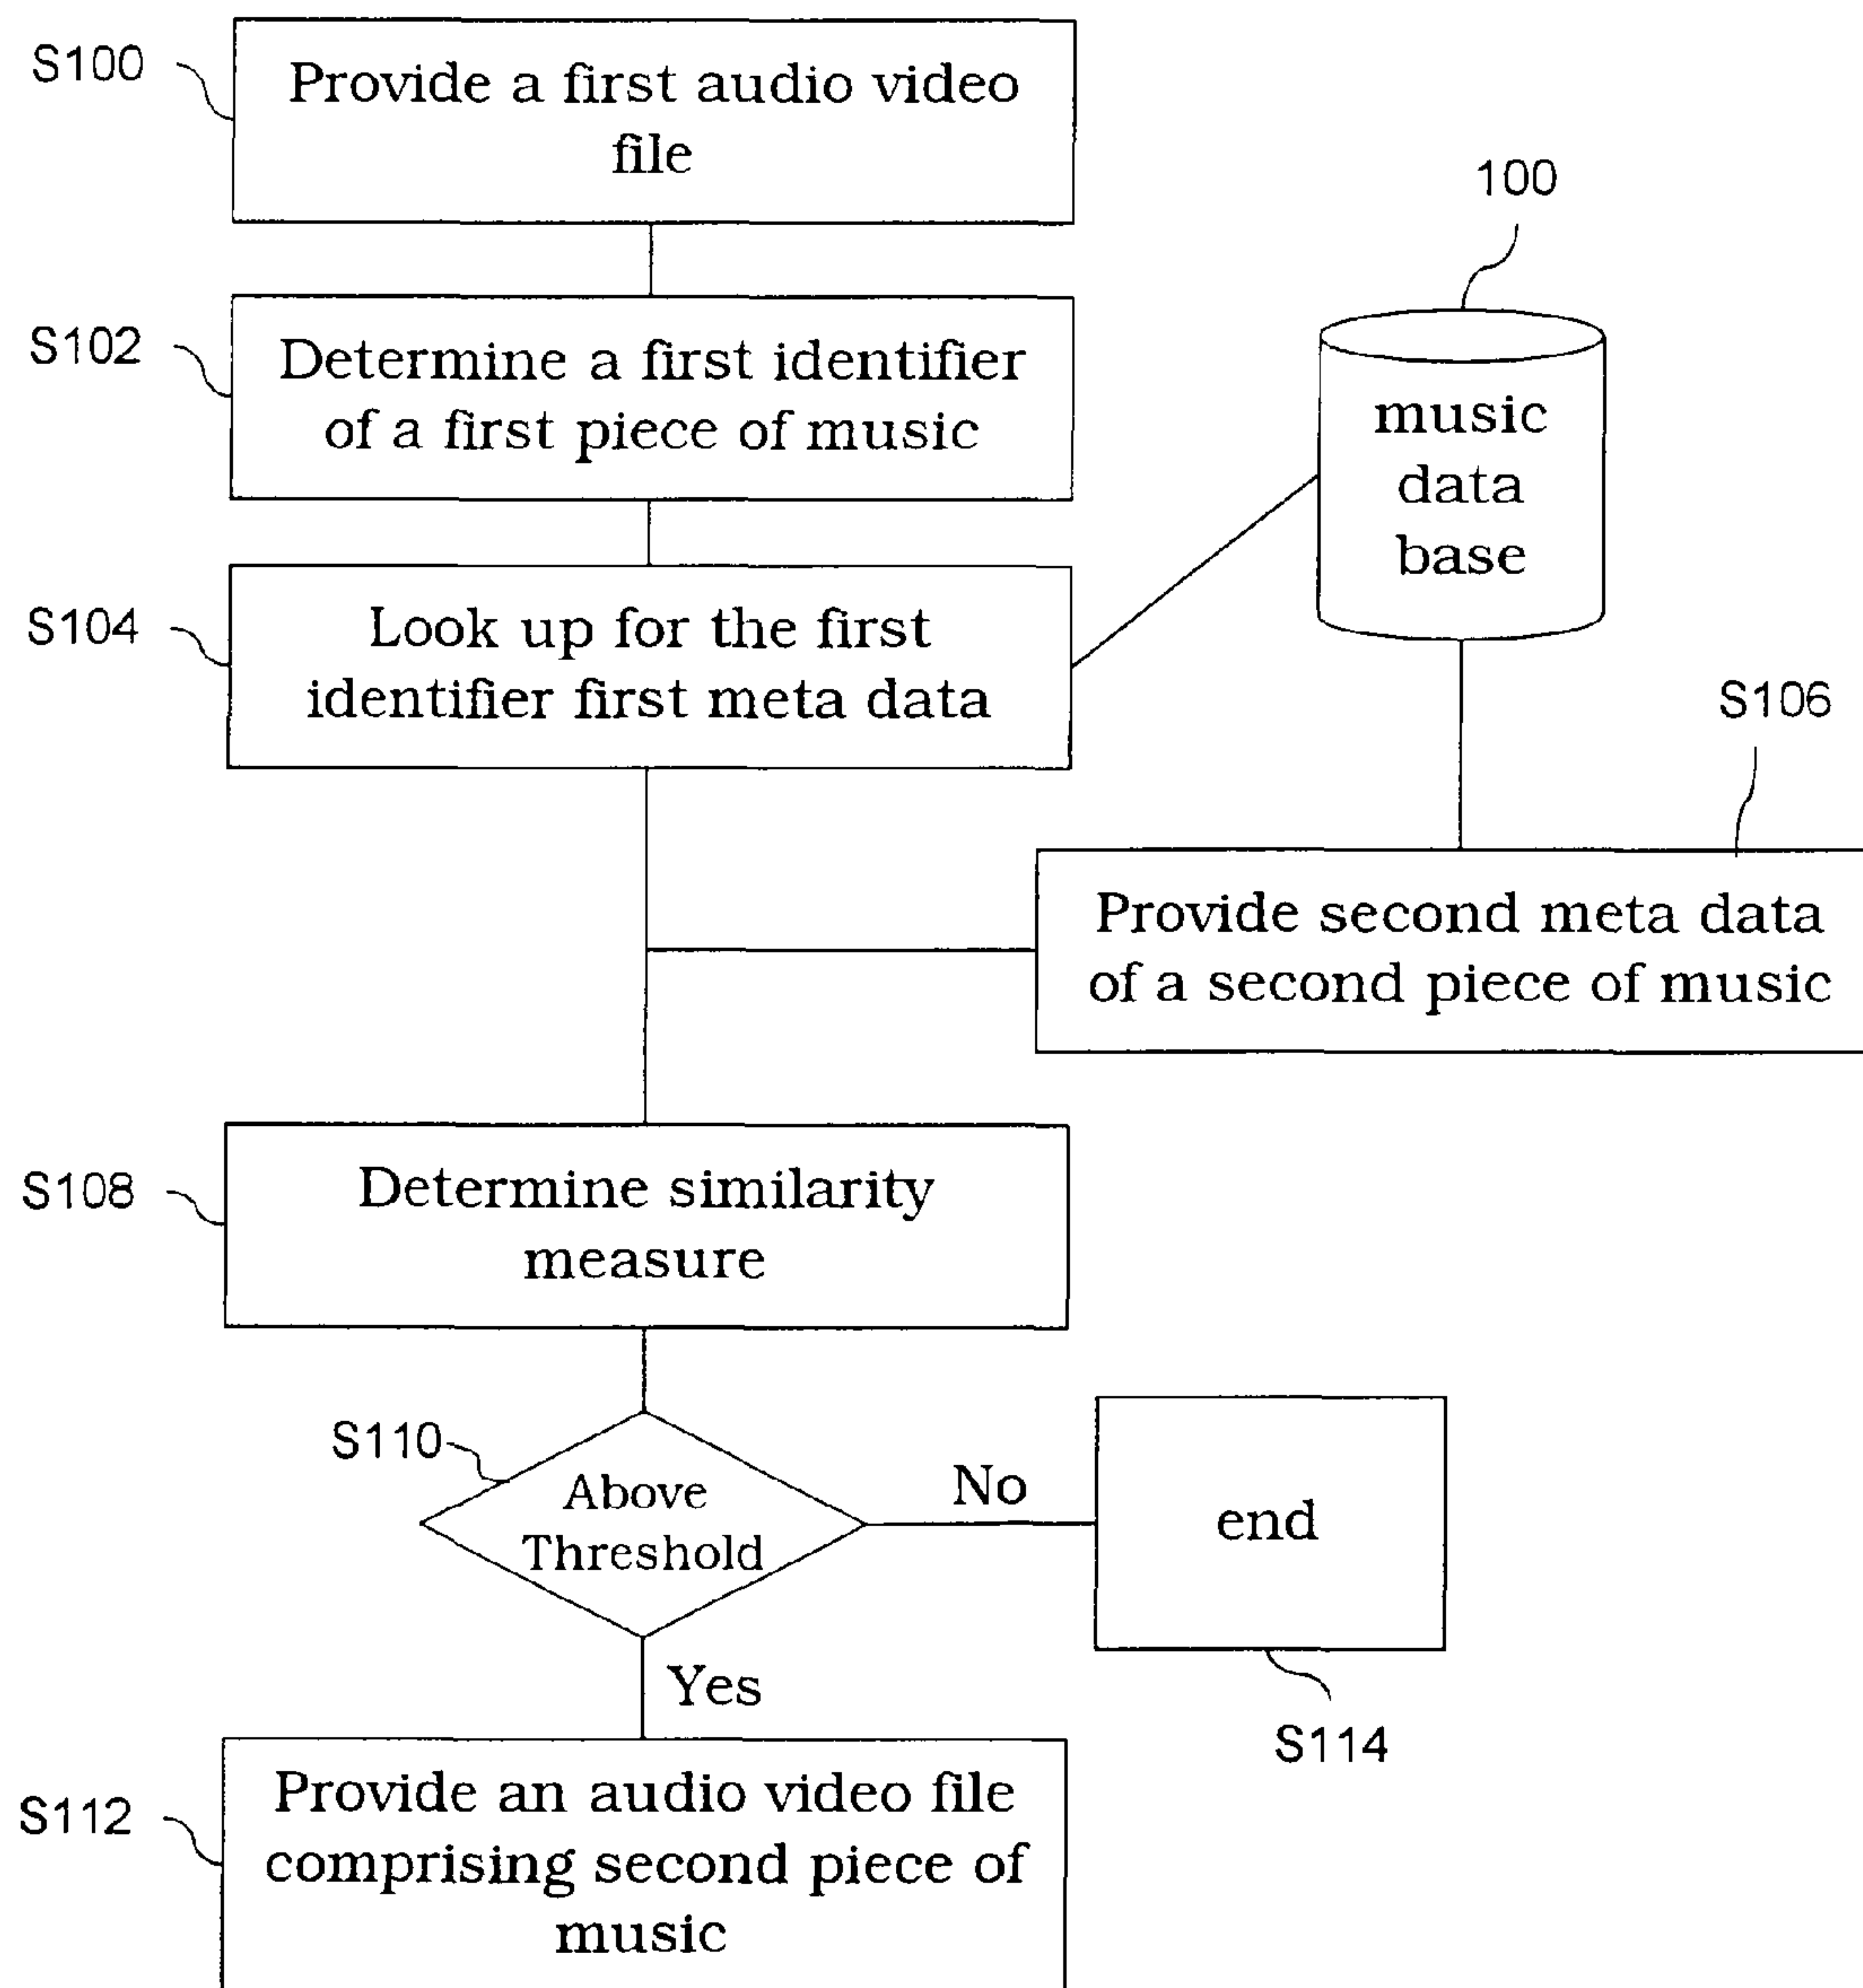 S100
Provide a first audio video
file
100
S102
Determine a first identifier
of a first piece of music
music
data
base
S104
Look up for the first
identifier first meta data
S106
Provide second meta data
of a second piece of music
S108
Determine similarity
measure
S110
Above
Threshold
No
end
Yes
S114
S112
Provide an audio video file
comprising second piece of
music